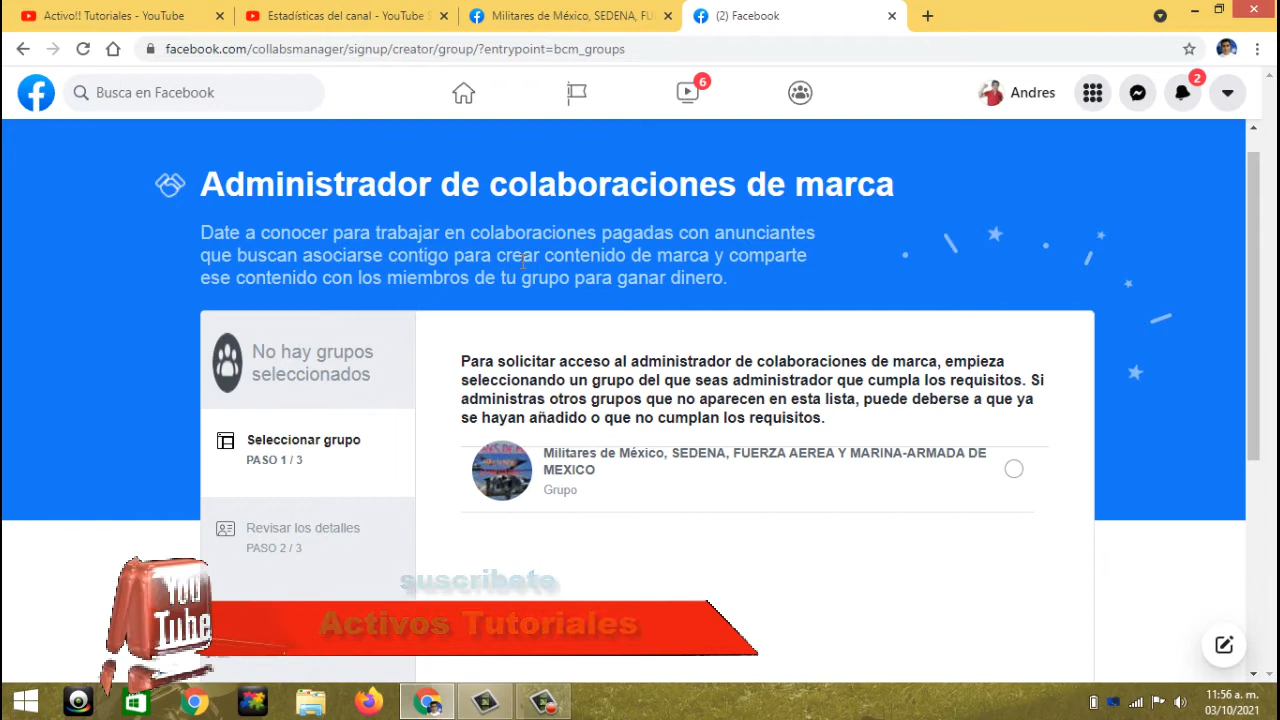 Activo!! Tutoriales - YouTube
Estadísticas del canal - YouTube S
Militares de México, SEDENA, FU
(2) Facebook
facebook.com/collabsmanager/signup/creator/group/?entrypoint=bcm_groups
Busca en Facebook
6
Andres
2
Administrador de colaboraciones de marca
Date a conocer para trabajar en colaboraciones pagadas con anunciantes
que buscan asociarse contigo para crear contenido de marca y comparte
ese contenido con los miembros de tu grupo para ganar dinero.
No hay grupos
seleccionados
Seleccionar grupo
PASO 1 / 3
Revisar los detalles
PASO 2 / 3
Para solicitar acceso al administrador de colaboraciones de marca, empieza
seleccionando un grupo del que seas administrador que cumpla los requisitos. Si
administras otros grupos que no aparecen en esta lista, puede deberse a que ya
se hayan añadido o que no cumplan los requisitos.
Militares de México, SEDENA, FUERZA AEREA Y MARINA-ARMADA DE
MEXICO
Grupo
suscribete
You
Tube
Activos Tutoriales
11:56 a. m.
03/10/2021